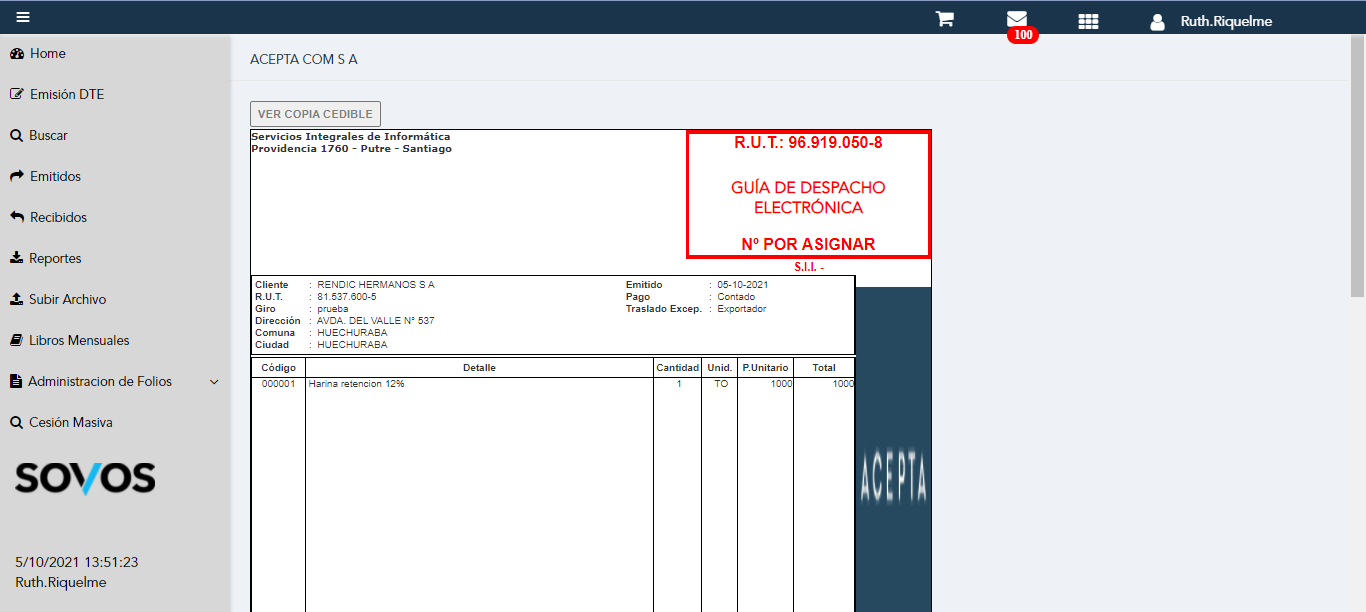 Ruth.Riquelme
100
Home
Emisión DTE
Buscar
Emitidos
Recibidos
Reportes
Subir Archivo
Libros Mensuales
Administracion de Folios
Cesión Masiva
SOVOS
5/10/2021 13:51:23
Ruth.Riquelme
ACEPTA COM S A
VER COPIA CEDIBLE
Servicios Integrales de Informática
Providencia 1760 - Putre - Santiago
R.U.T.: 96.919.050-8
GUÍA DE DESPACHO
ELECTRÓNICA
Nº POR ASIGNAR
S.I.I. -
Cliente : RENDIC HERMANOS S A Emitido : 05-10-2021
R.U.T. : 81.537.600-5 Pago : Contado
Giro : prueba Traslado Excep. : Exportador
Dirección : AVDA. DEL VALLE N° 537
Comuna : HUECHURABA
Ciudad : HUECHURABA
Código Detalle Cantidad Unid. P.Unitario Total
000001 Harina retencion 12% 1 TO 1000 1000
ACEPTA